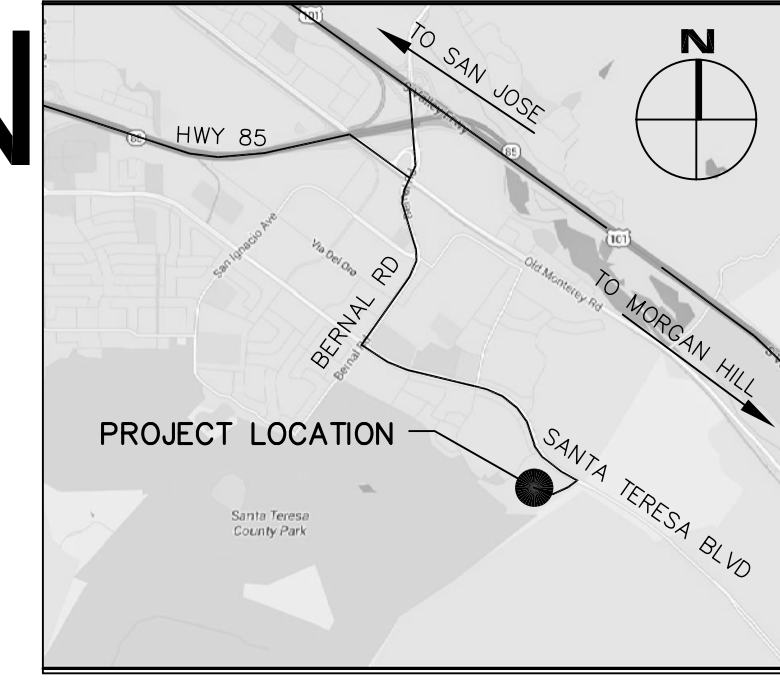 N
101
TO SAN JOSE
N
HWY 85
85
85
101
San Ignacio Ave
Via Del Oro
BERNAL RD
Bernal Rd
Old Monterey Rd
TO MORGAN HILL
PROJECT LOCATION
SANTA TERESA BLVD
Santa Teresa
County Park